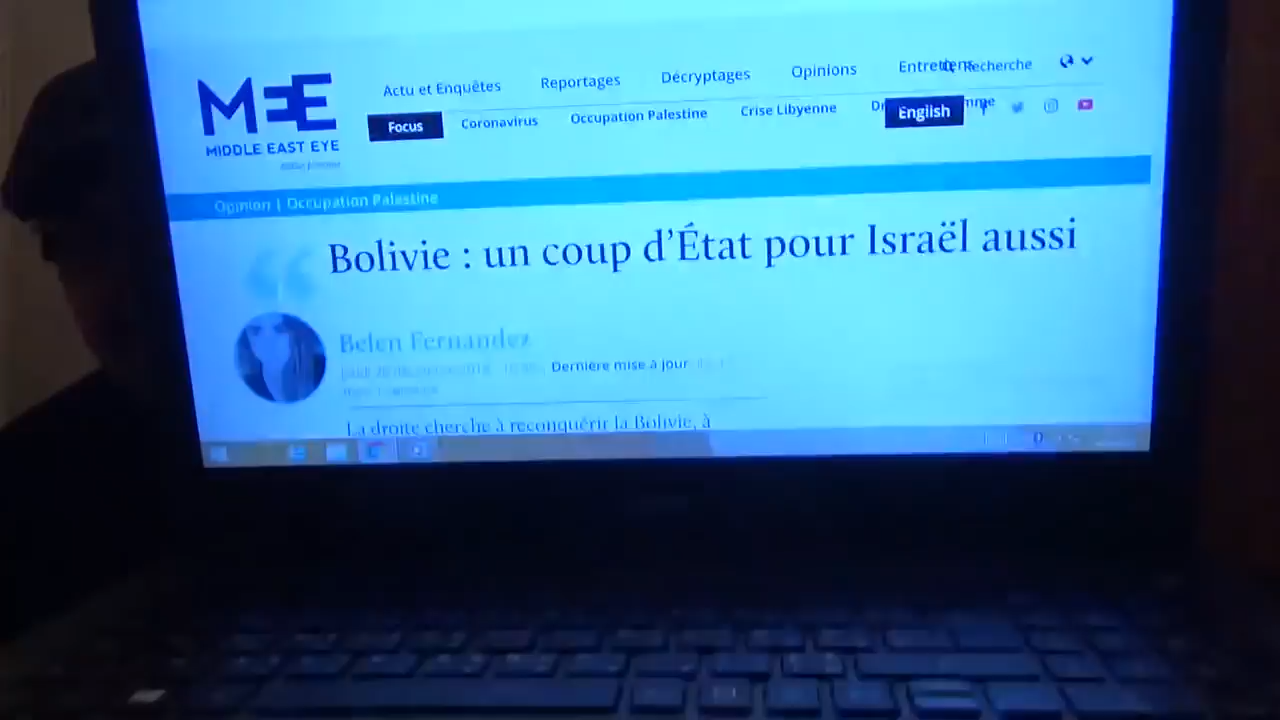 MEE
MIDDLE EAST EYE
Actu et Enquêtes Reportages Décryptages Opinions Recherche
Focus Coronavirus Occupation Palestine Crise Libyenne English
Opinion | Occupation Palestine
Bolivie : un coup d'État pour Israël aussi
Belen Fernandez
Dernière mise à jour
La droite cherche à reconquérir la Bolivie, à